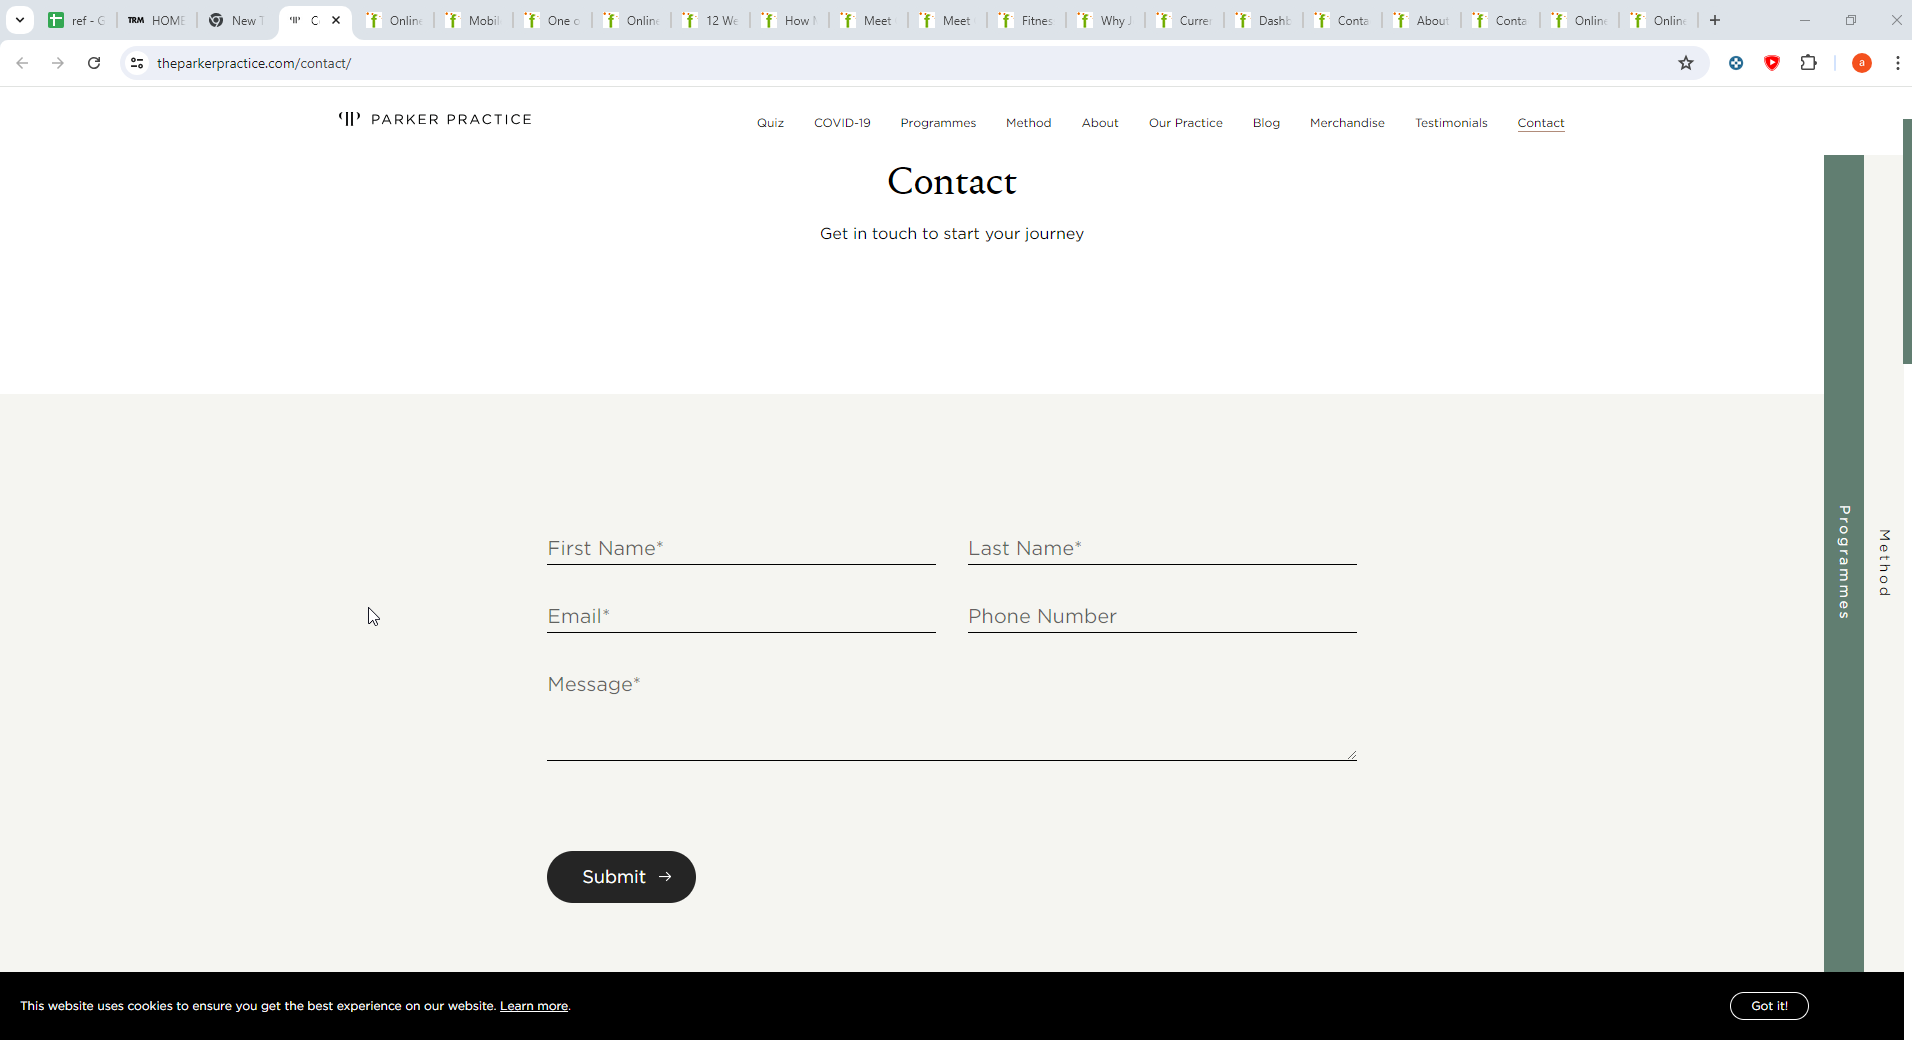 ref - G
TRM HOME
New T
C
Online
Mobil
One o
Online
12 We
How M
Meet
Meet
Fitnes
Why J
Curre
Dashb
Conta
About
Conta
Online
Online
theparkerpractice.com/contact/
a
PARKER PRACTICE
Quiz
COVID-19
Programmes
Method
About
Our Practice
Blog
Merchandise
Testimonials
Contact
Contact
Get in touch to start your journey
First Name*
Last Name*
Email*
Phone Number
Message*
Submit →
Programmes
Method
This website uses cookies to ensure you get the best experience on our website. Learn more.
Got it!